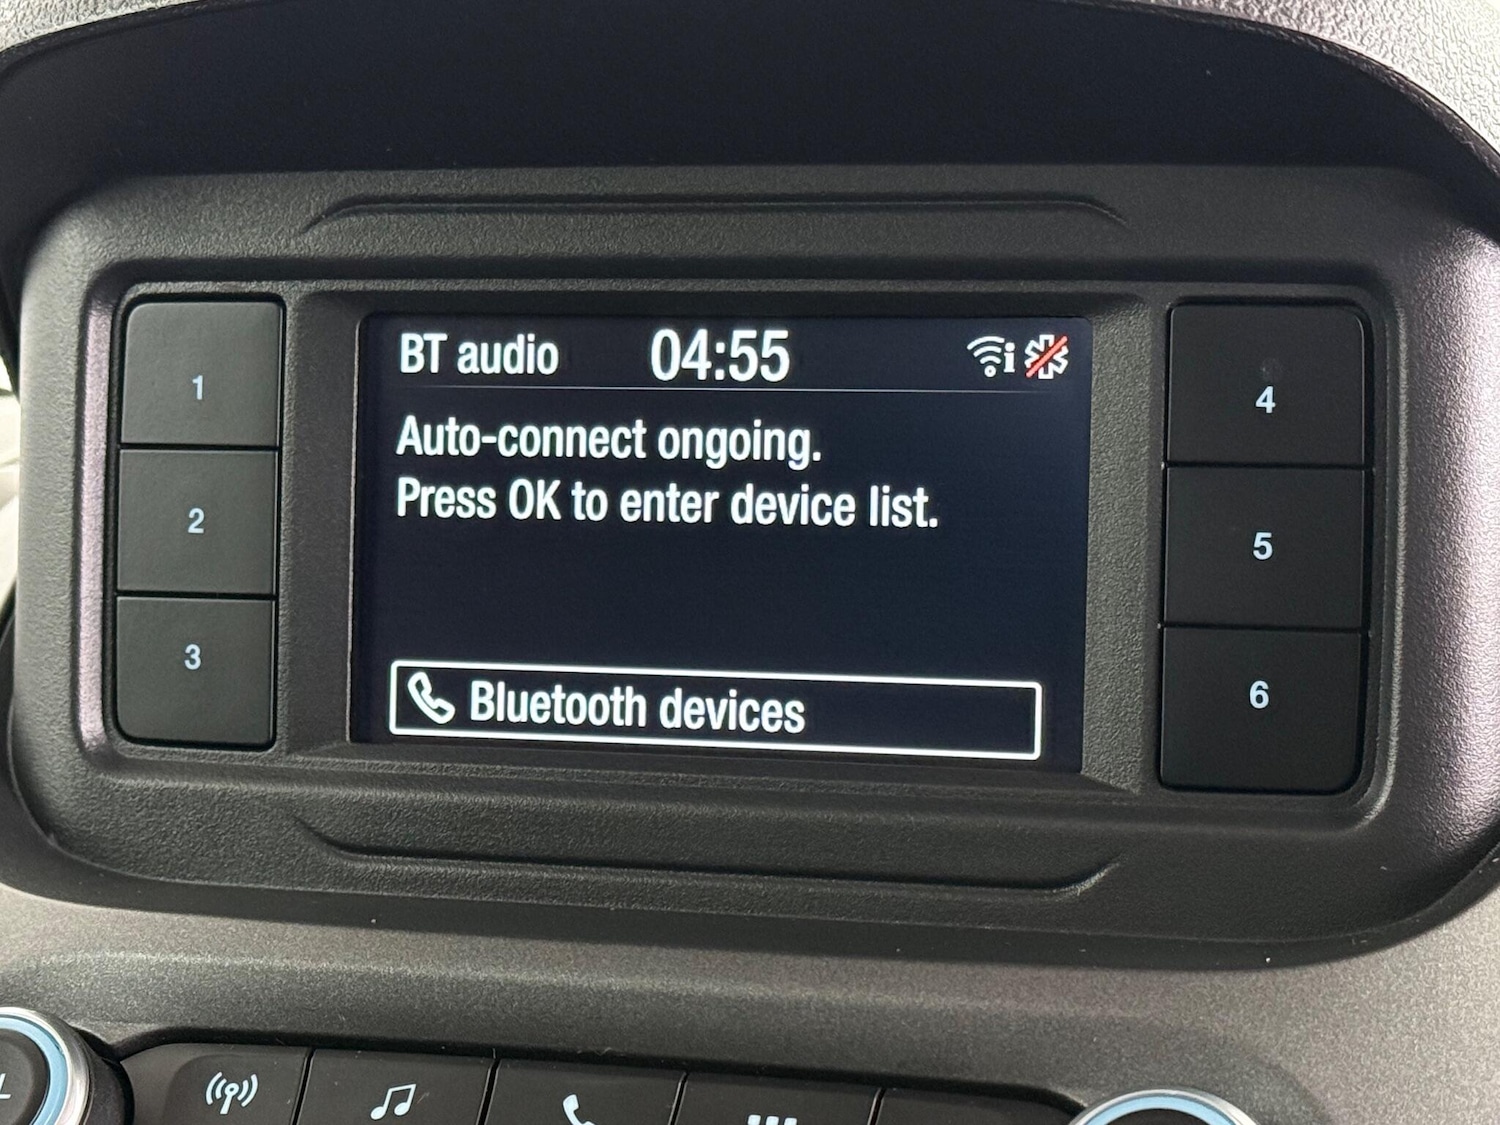 BT audio 04:55 i
Auto-connect ongoing.
Press OK to enter device list.
Bluetooth devices
1
2
3
4
5
6